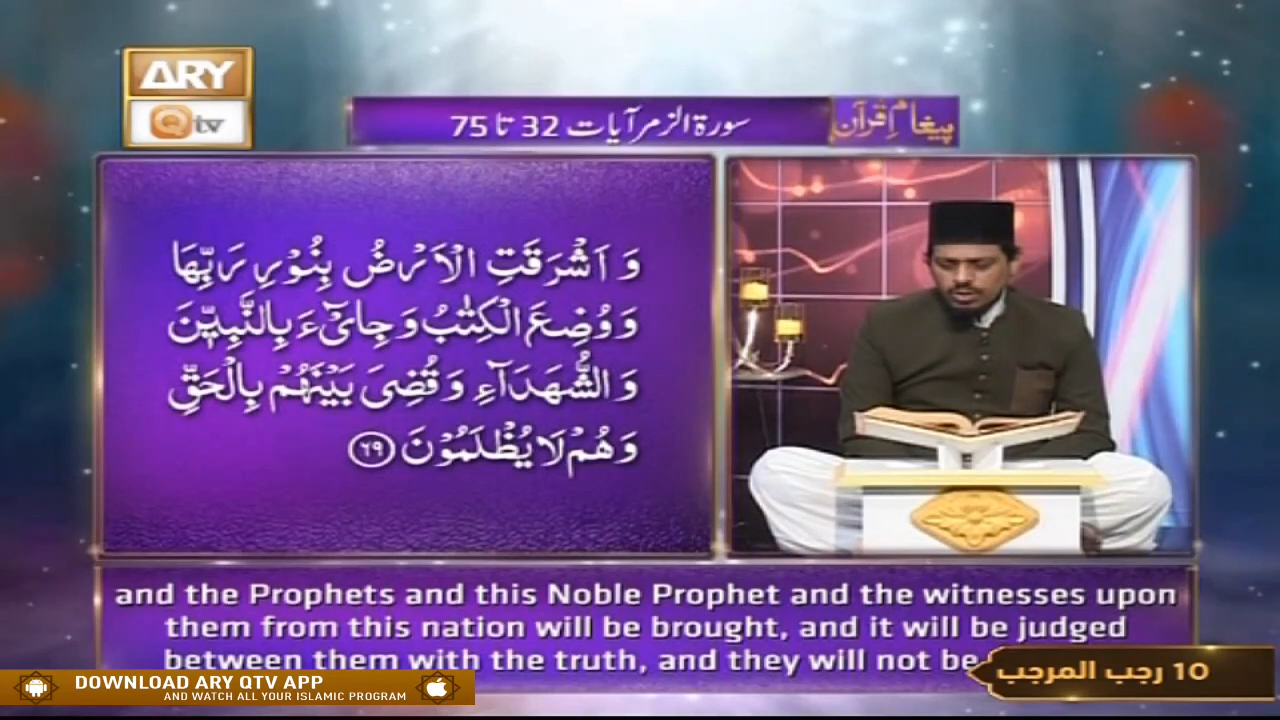 ARY
Qtv
پیغامِ قرآن
سورۃ الزمر آیات 32 تا 75
وَ اَشْرَقَتِ الْاَرْضُ بِنُوْرِ رَبِّهَا
وَ وُضِعَ الْكِتٰبُ وَ جِایْٓءَ بِالنَّبِیّٖنَ
وَ الشُّهَدَآءِ وَ قُضِیَ بَیْنَهُمْ بِالْحَقِّ
وَ هُمْ لَا یُظْلَمُوْنَ ﴿۶۹﴾
and the Prophets and this Noble Prophet and the witnesses upon
them from this nation will be brought, and it will be judged
between them with the truth, and they will not be
10 رجب المرجب
DOWNLOAD ARY QTV APP
AND WATCH ALL YOUR ISLAMIC PROGRAM